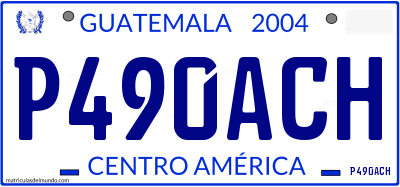 GUATEMALA 2004
P490ACH
CENTRO AMÉRICA
P490ACH
matriculasdelmundo.com